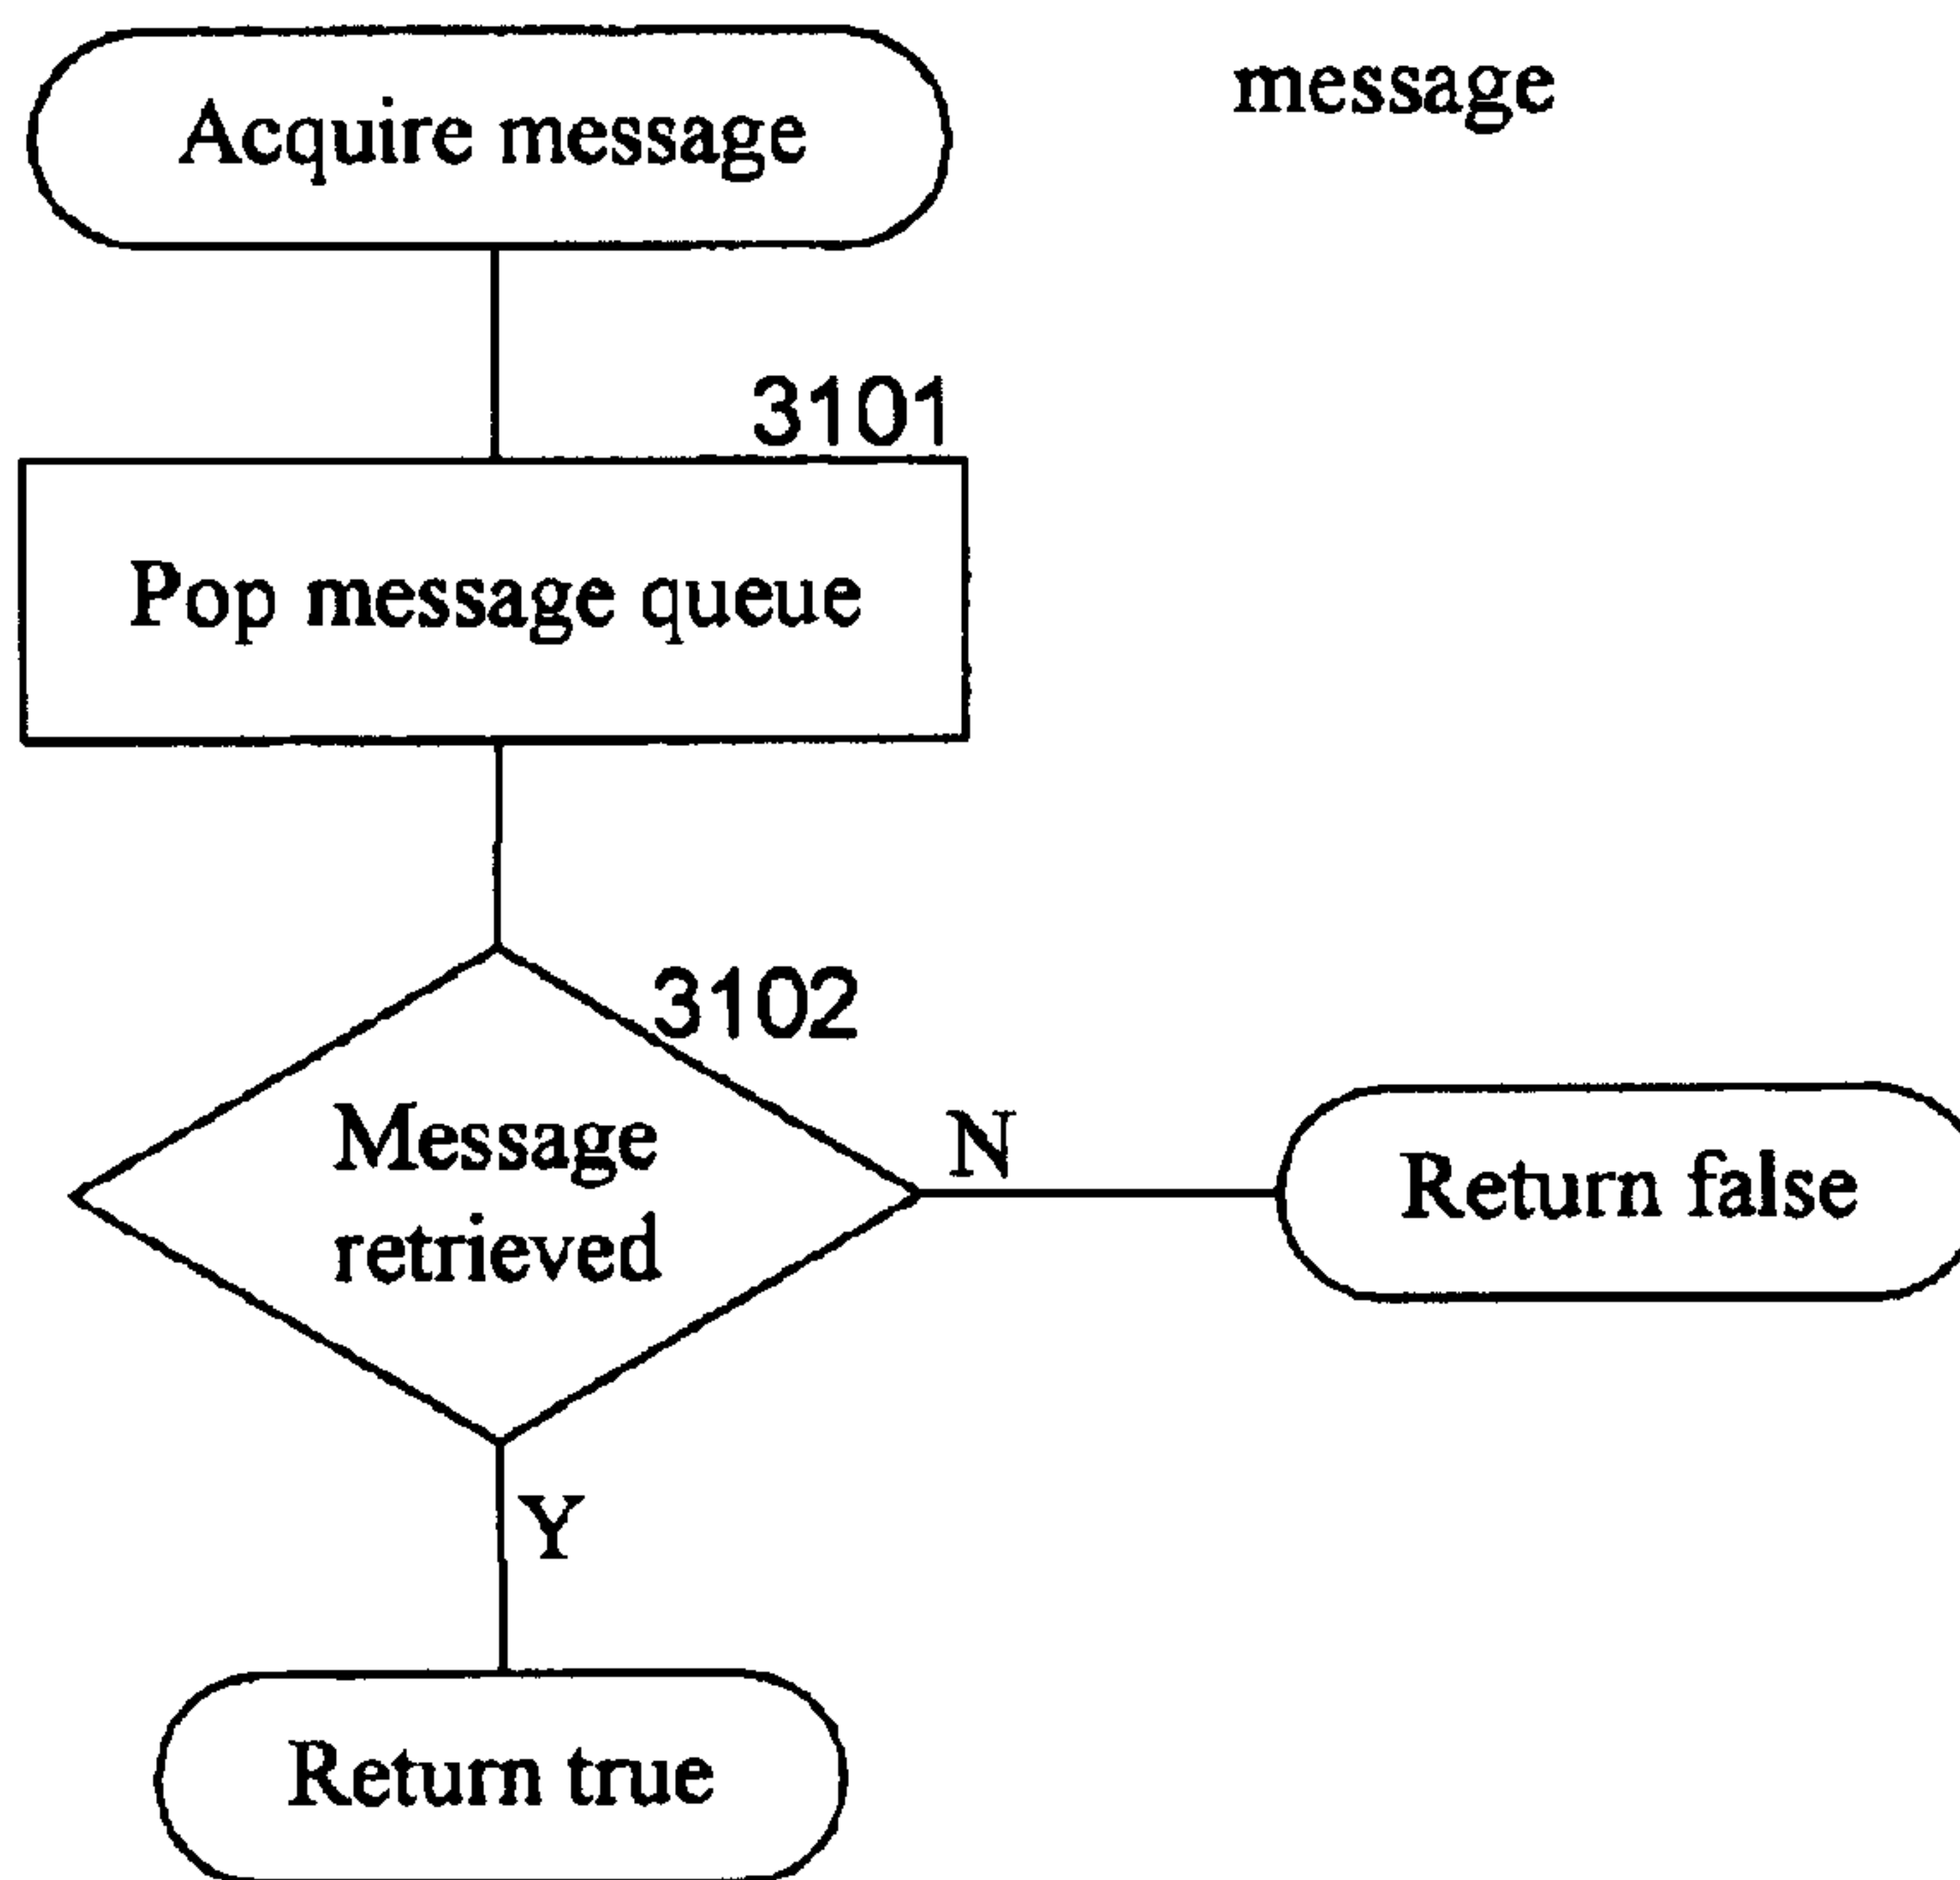 Acquire message
message
3101
Pop message queue
3102
Message
retrieved
N
Return false
Y
Return true